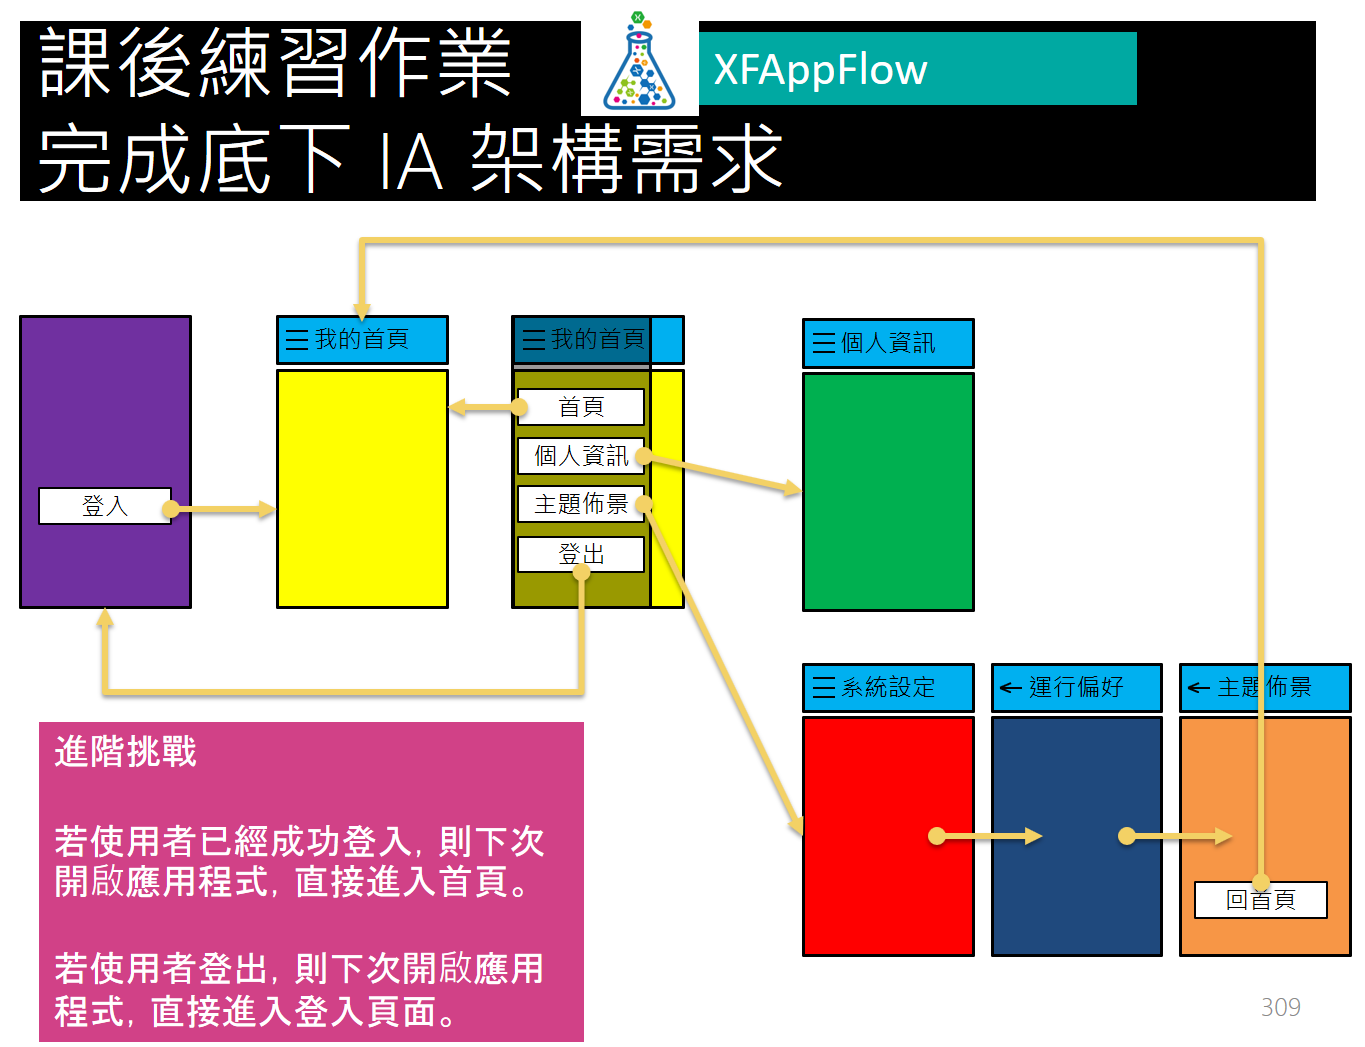 課後練習作業
完成底下 IA 架構需求
XFAppFlow
登入
我的首頁
我的首頁
首頁
個人資訊
主題佈景
登出
個人資訊
系統設定
運行偏好
主題佈景
回首頁
進階挑戰
若使用者已經成功登入, 則下次
開啟應用程式, 直接進入首頁。
若使用者登出, 則下次開啟應用
程式, 直接進入登入頁面。
309